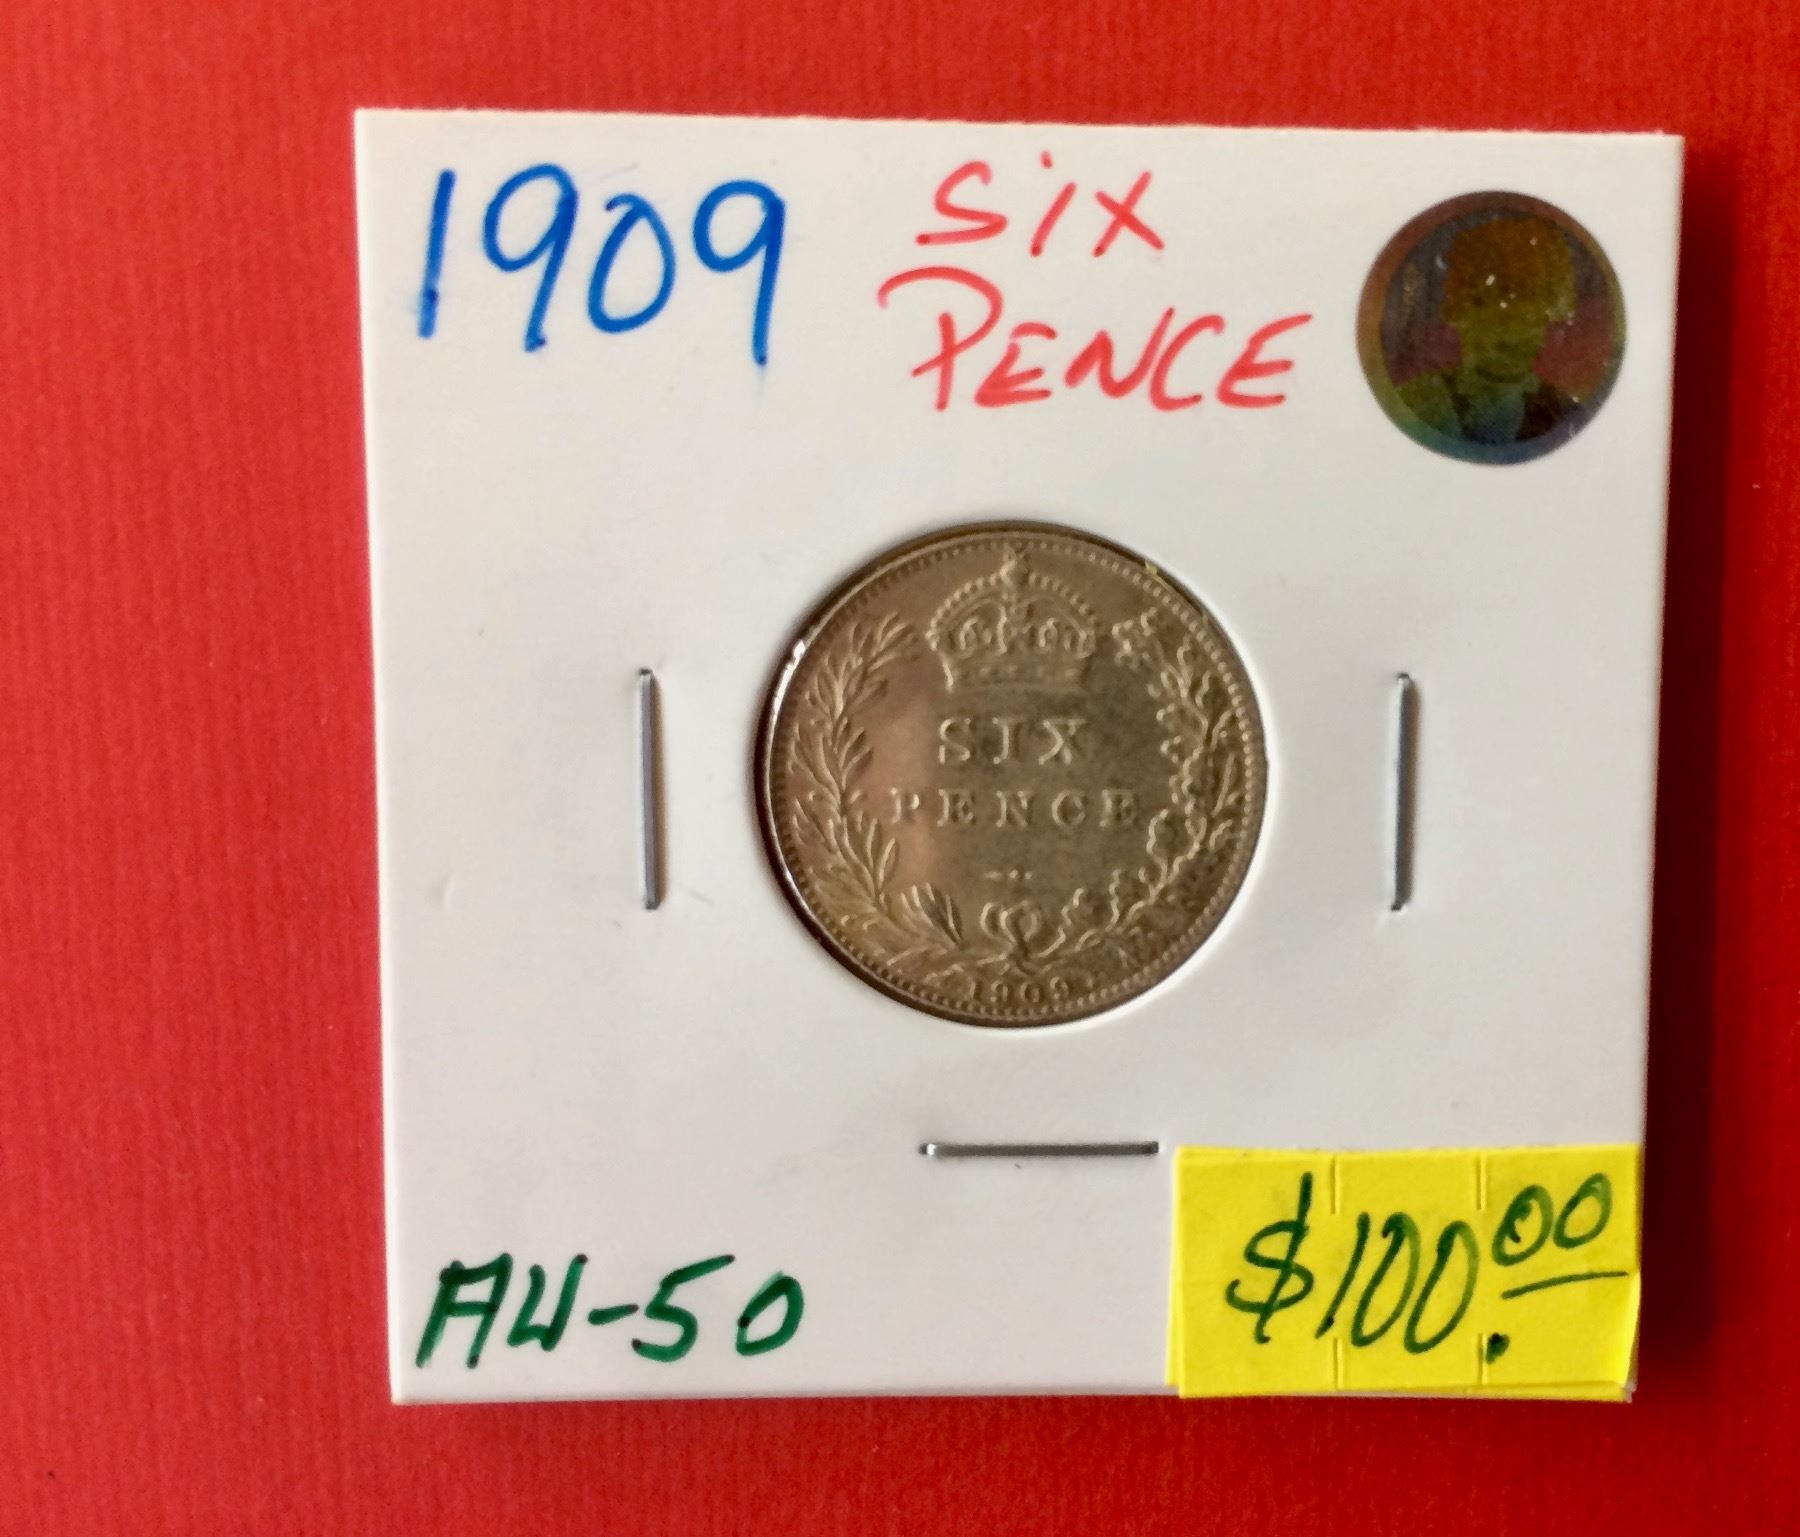 1909
Six
PENCE
SIX
PENCE
1909
AU-50
$100.00